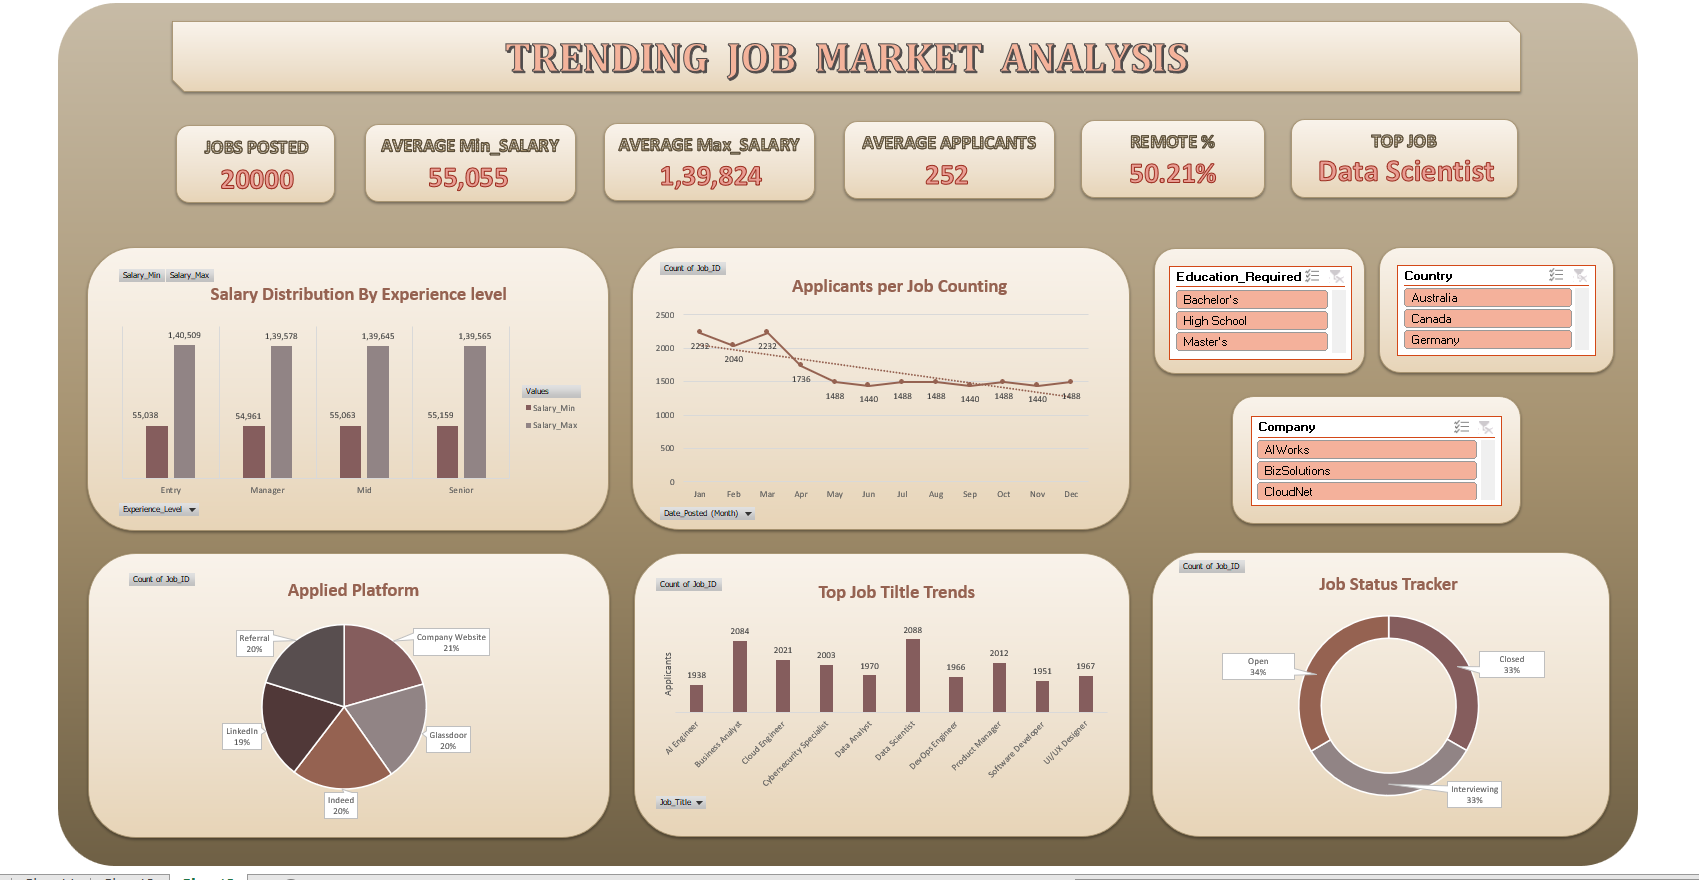 TRENDING JOB MARKET ANALYSIS
JOBS POSTED
20000
AVERAGE Min_SALARY
55,055
AVERAGE Max_SALARY
1,39,824
AVERAGE APPLICANTS
252
REMOTE %
50.21%
TOP JOB
Data Scientist
Salary_Min Salary_Max
Salary Distribution By Experience level
1,40,509 1,39,578 1,39,645 1,39,565
55,038 54,961 55,063 55,159
Entry Manager Mid Senior
Values
Salary_Min
Salary_Max
Experience_Level
Count of Job_ID
Applicants per Job Counting
2500
2000
1500
1000
500
0
2232 2040 2232 1736 1488 1440 1488 1488 1440 1488 1440 1488
Jan Feb Mar Apr May Jun Jul Aug Sep Oct Nov Dec
Date_Posted (Month)
Education_Required
Bachelor's
High School
Master's
Country
Australia
Canada
Germany
Company
AIWorks
BizSolutions
CloudNet
Count of Job_ID
Applied Platform
Referral
20%
Company Website
21%
LinkedIn
19%
Glassdoor
20%
Indeed
20%
Count of Job_ID
Top Job Tiltle Trends
Applicants
1938 2084 2021 2003 1970 2088 1966 2012 1951 1967
AI Engineer
Business Analyst
Cloud Engineer
Cybersecurity Specialist
Data Analyst
Data Scientist
DevOps Engineer
Product Manager
Software Developer
UI/UX Designer
Job_Title
Count of Job_ID
Job Status Tracker
Open
34%
Closed
33%
Interviewing
33%